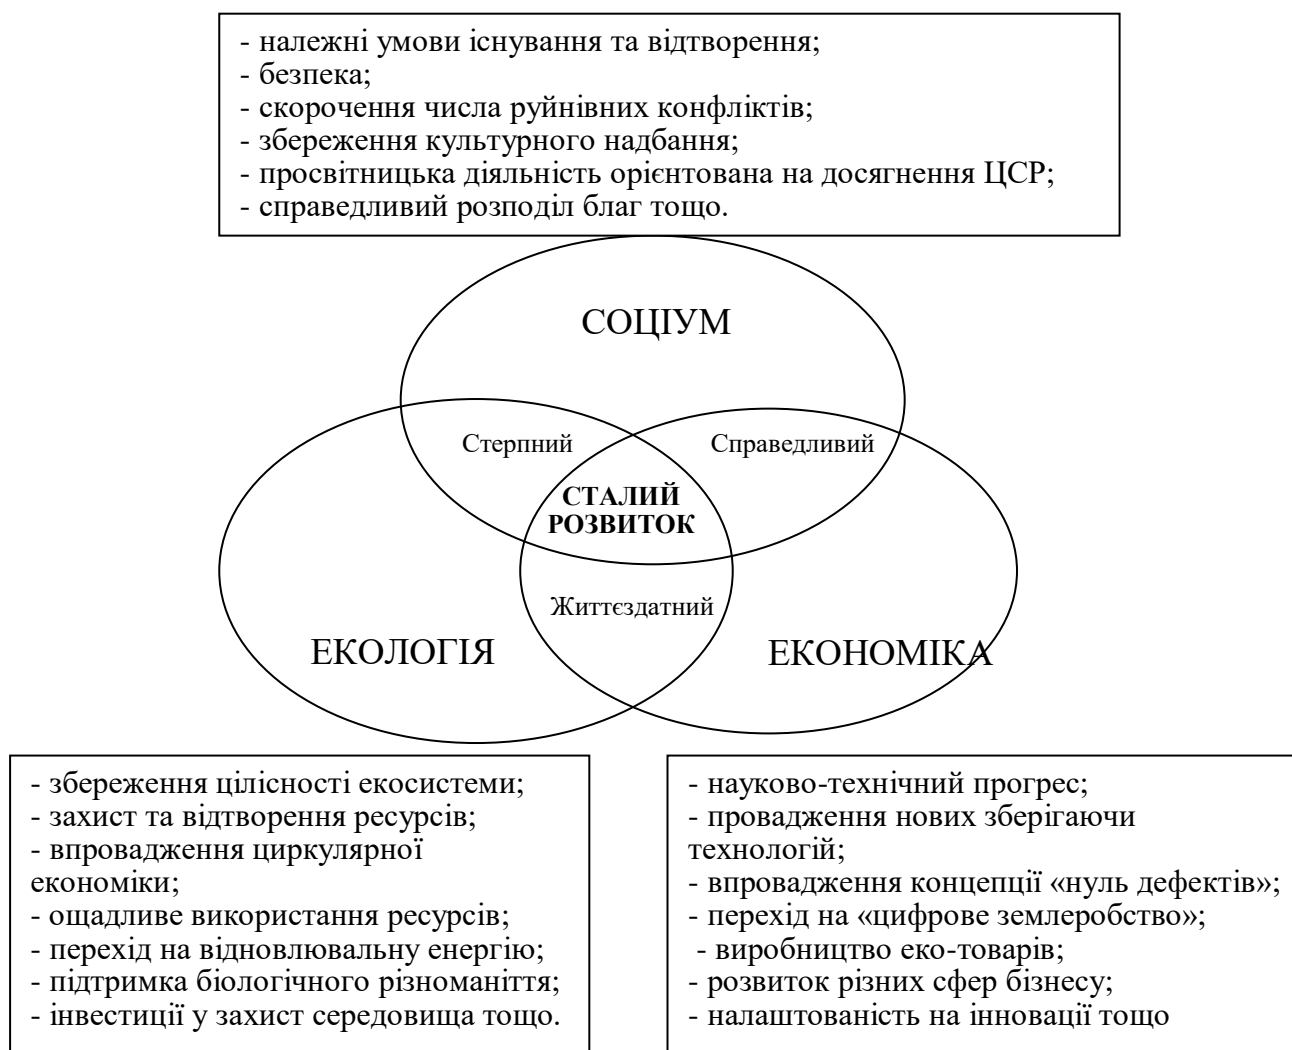 - належні умови існування та відтворення;
- безпека;
- скорочення числа руйнівних конфліктів;
- збереження культурного надбання;
- просвітницька діяльність орієнтована на досягнення ЦСР;
- справедливий розподіл благ тощо.
СОЦІУМ
Стерпний
Справедливий
СТАЛИЙ
РОЗВИТОК
Життєздатний
ЕКОЛОГІЯ
ЕКОНОМІКА
- збереження цілісності екосистеми;
- захист та відтворення ресурсів;
- впровадження циркулярної
економіки;
- ощадливе використання ресурсів;
- перехід на відновлювальну енергію;
- підтримка біологічного різноманіття;
- інвестиції у захист середовища тощо.
- науково-технічний прогрес;
- провадження нових зберігаючи
технологій;
- впровадження концепції «нуль дефектів»;
- перехід на «цифрове землеробство»;
- виробництво еко-товарів;
- розвиток різних сфер бізнесу;
- налаштованість на інновації тощо